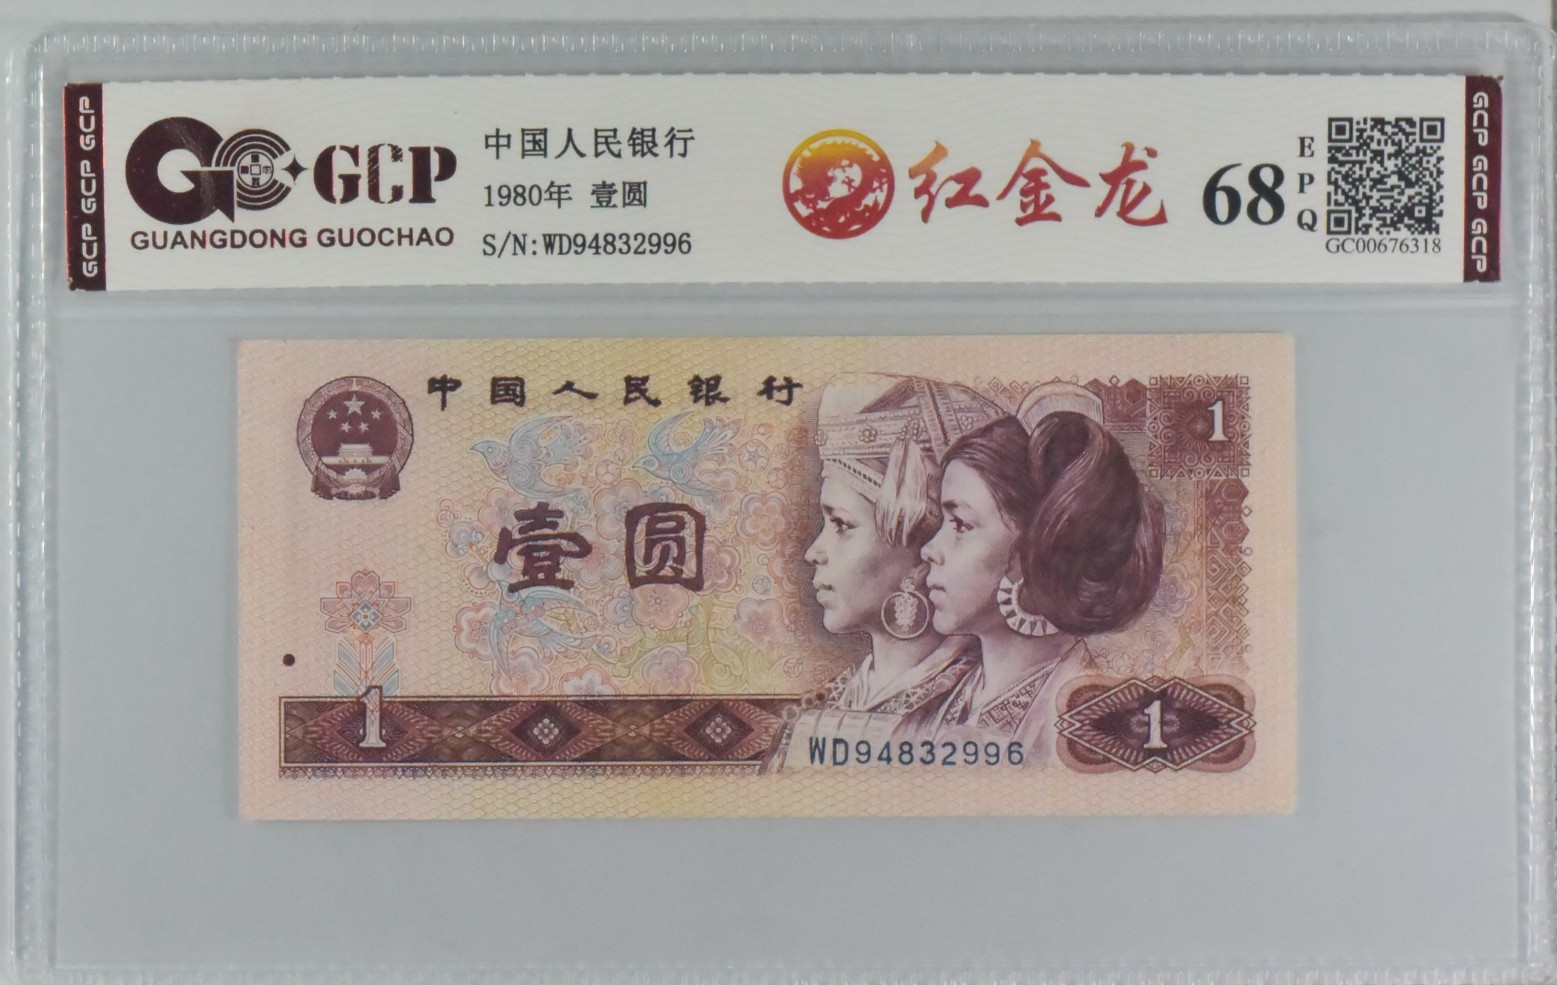 GCP GCP GCP
GCP
GUANGDONG GUOCHAO
中国人民银行
1980年 壹圆
S/N:WD94832996
红金龙
68
EPQ
GC00676318
GCP GCP GCP
中国人民银行
1
壹圆
1
WD94832996
1